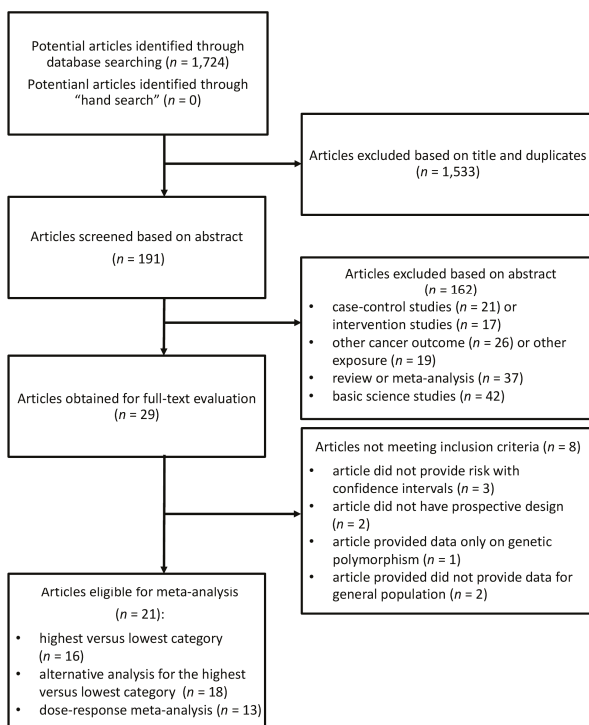 Potential articles identified through
database searching (n = 1,724)
Potentianl articles identified through
“hand search” (n = 0)
Articles excluded based on title and duplicates
(n = 1,533)
Articles screened based on abstract
(n = 191)
Articles excluded based on abstract
(n = 162)
• case-control studies (n = 21) or
intervention studies (n = 17)
• other cancer outcome (n = 26) or other
exposure (n = 19)
• review or meta-analysis (n = 37)
• basic science studies (n = 42)
Articles obtained for full-text evaluation
(n = 29)
Articles not meeting inclusion criteria (n = 8)
• article did not provide risk with
confidence intervals (n = 3)
• article did not have prospective design
(n = 2)
• article provided data only on genetic
polymorphism (n = 1)
• article provided did not provide data for
general population (n = 2)
Articles eligible for meta-analysis
(n = 21):
• highest versus lowest category
(n = 16)
• alternative analysis for the highest
versus lowest category (n = 18)
• dose-response meta-analysis (n = 13)